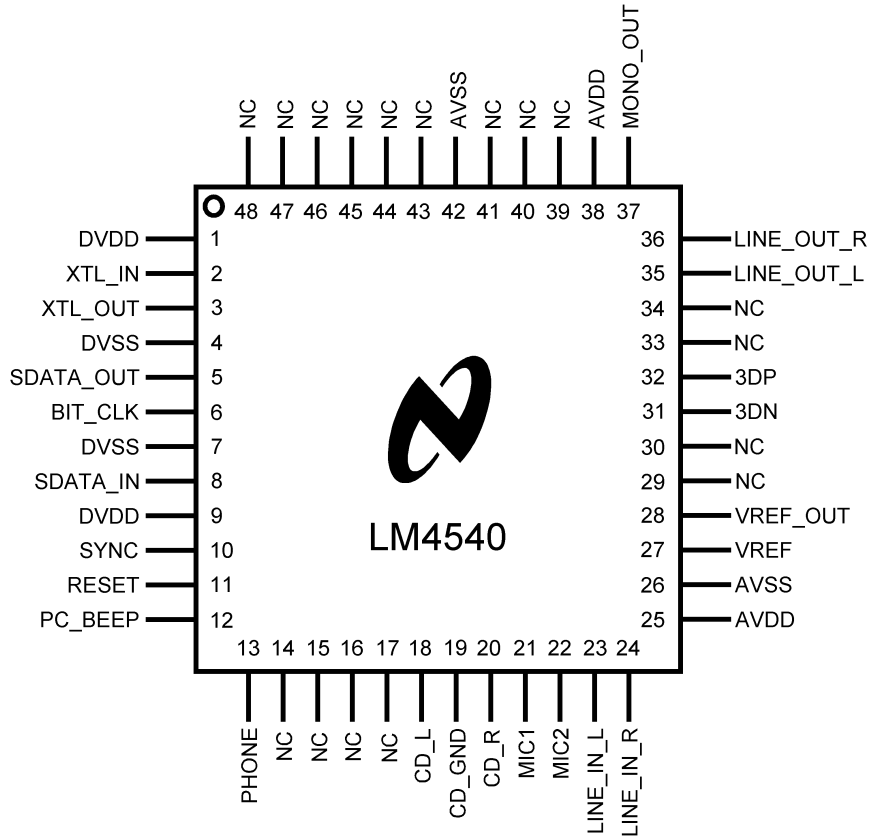 NC
NC
NC
NC
NC
NC
AVSS
NC
NC
NC
AVDD
MONO_OUT
48 47 46 45 44 43 42 41 40 39 38 37
DVDD 1
XTL_IN 2
XTL_OUT 3
DVSS 4
SDATA_OUT 5
BIT_CLK 6
DVSS 7
SDATA_IN 8
DVDD 9
SYNC 10
RESET 11
PC_BEEP 12
LM4540
36 LINE_OUT_R
35 LINE_OUT_L
34 NC
33 NC
32 3DP
31 3DN
30 NC
29 NC
28 VREF_OUT
27 VREF
26 AVSS
25 AVDD
13 14 15 16 17 18 19 20 21 22 23 24
PHONE
NC
NC
NC
NC
CD_L
CD_GND
CD_R
MIC1
MIC2
LINE_IN_L
LINE_IN_R